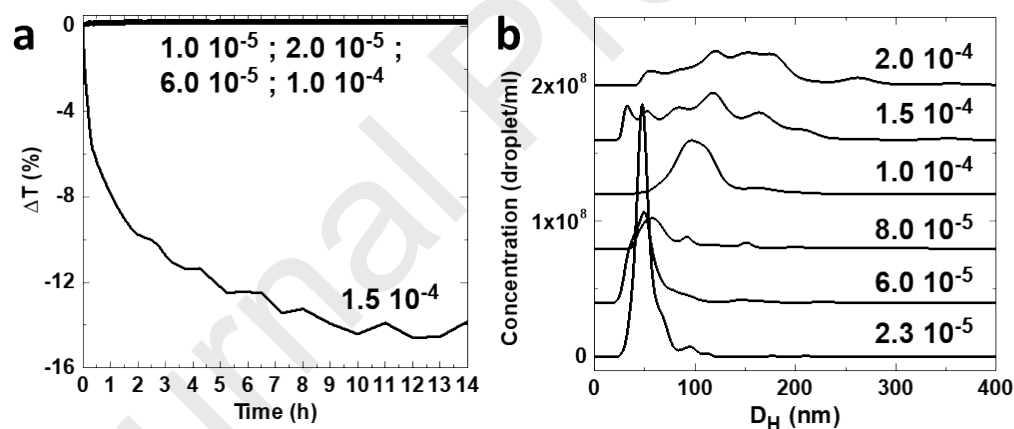 a
0
-4
-8
-12
-16
ΔT (%)
1.0 10-5 ; 2.0 10-5 ;
6.0 10-5 ; 1.0 10-4
1.5 10-4
0 1 2 3 4 5 6 7 8 9 10 11 12 13 14
Time (h)
b
2x108
1x108
0
Concentration (droplet/ml)
2.0 10-4
1.5 10-4
1.0 10-4
8.0 10-5
6.0 10-5
2.3 10-5
0 100 200 300 400
DH (nm)
urnal Pr